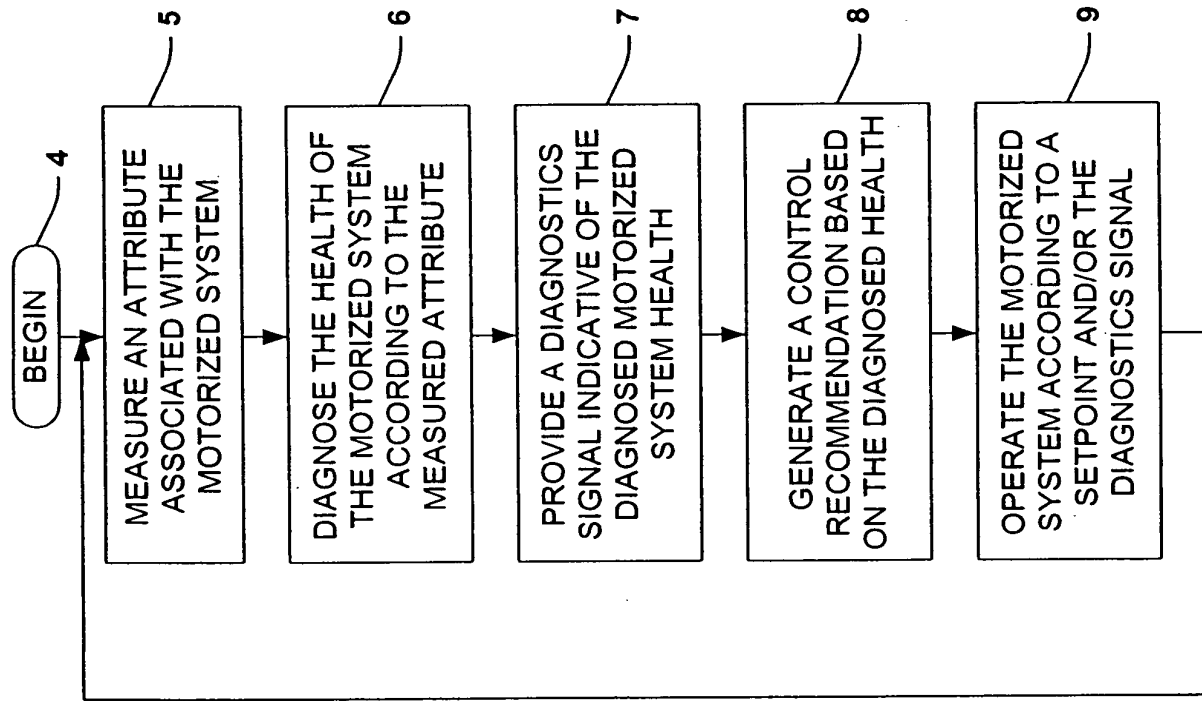 BEGIN
4
MEASURE AN ATTRIBUTE
ASSOCIATED WITH THE
MOTORIZED SYSTEM
5
DIAGNOSE THE HEALTH OF
THE MOTORIZED SYSTEM
ACCORDING TO THE
MEASURED ATTRIBUTE
6
PROVIDE A DIAGNOSTICS
SIGNAL INDICATIVE OF THE
DIAGNOSED MOTORIZED
SYSTEM HEALTH
7
GENERATE A CONTROL
RECOMMENDATION BASED
ON THE DIAGNOSED HEALTH
8
OPERATE THE MOTORIZED
SYSTEM ACCORDING TO A
SETPOINT AND/OR THE
DIAGNOSTICS SIGNAL
9